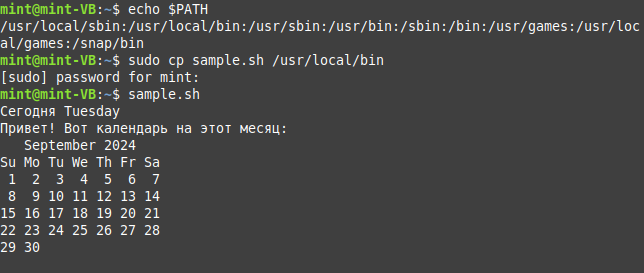 mint@mint-VB:~$ echo $PATH
/usr/local/sbin:/usr/local/bin:/usr/sbin:/usr/bin:/sbin:/bin:/usr/games:/usr/loc
al/games:/snap/bin
mint@mint-VB:~$ sudo cp sample.sh /usr/local/bin
[sudo] password for mint:
mint@mint-VB:~$ sample.sh
Сегодня Tuesday
Привет! Вот календарь на этот месяц:
   September 2024
Su Mo Tu We Th Fr Sa
 1  2  3  4  5  6  7
 8  9 10 11 12 13 14
15 16 17 18 19 20 21
22 23 24 25 26 27 28
29 30